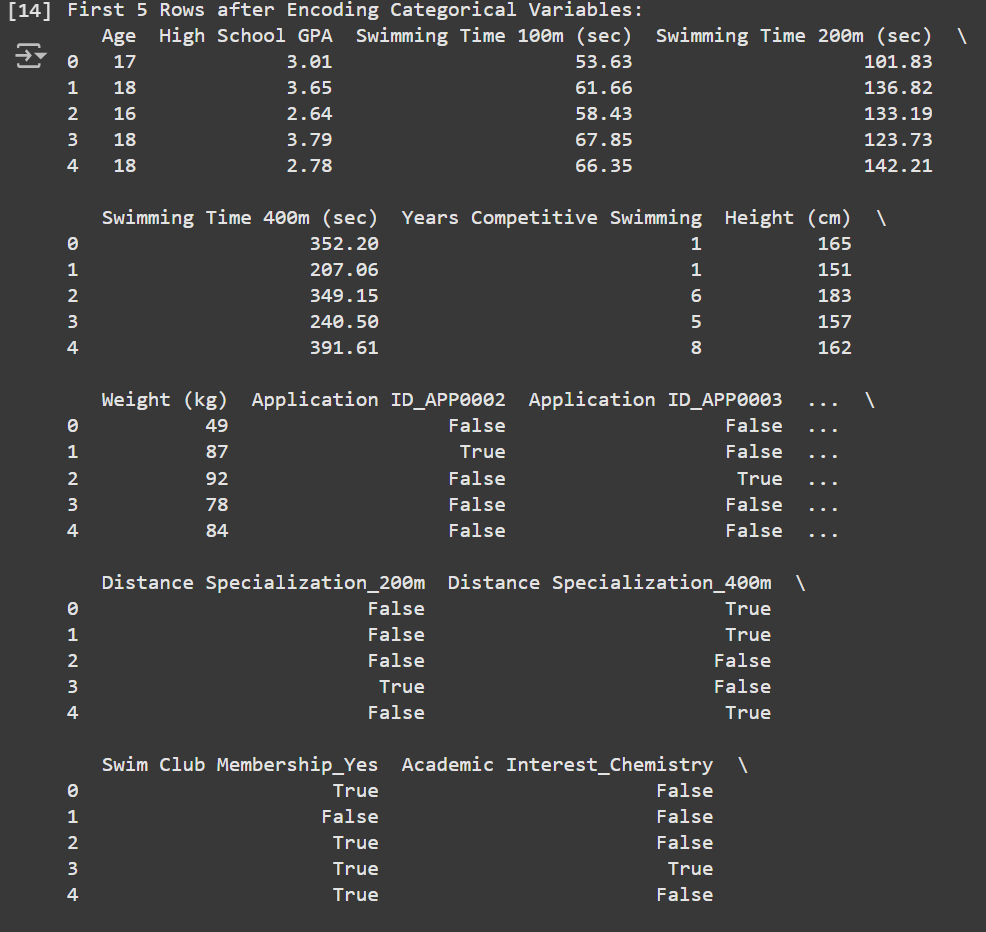 [14] First 5 Rows after Encoding Categorical Variables:
   Age  High School GPA  Swimming Time 100m (sec)  Swimming Time 200m (sec)  \
0   17             3.01                     53.63                    101.83
1   18             3.65                     61.66                    136.82
2   16             2.64                     58.43                    133.19
3   18             3.79                     67.85                    123.73
4   18             2.78                     66.35                    142.21
   Swimming Time 400m (sec)  Years Competitive Swimming  Height (cm)  \
0                    352.20                           1          165
1                    207.06                           1          151
2                    349.15                           6          183
3                    240.50                           5          157
4                    391.61                           8          162
   Weight (kg)  Application ID_APP0002  Application ID_APP0003  ...  \
0           49                   False                   False  ...
1           87                    True                   False  ...
2           92                   False                    True  ...
3           78                   False                   False  ...
4           84                   False                   False  ...
   Distance Specialization_200m  Distance Specialization_400m  \
0                         False                          True
1                         False                          True
2                         False                         False
3                          True                         False
4                         False                          True
   Swim Club Membership_Yes  Academic Interest_Chemistry  \
0                      True                        False
1                     False                        False
2                      True                        False
3                      True                         True
4                      True                        False